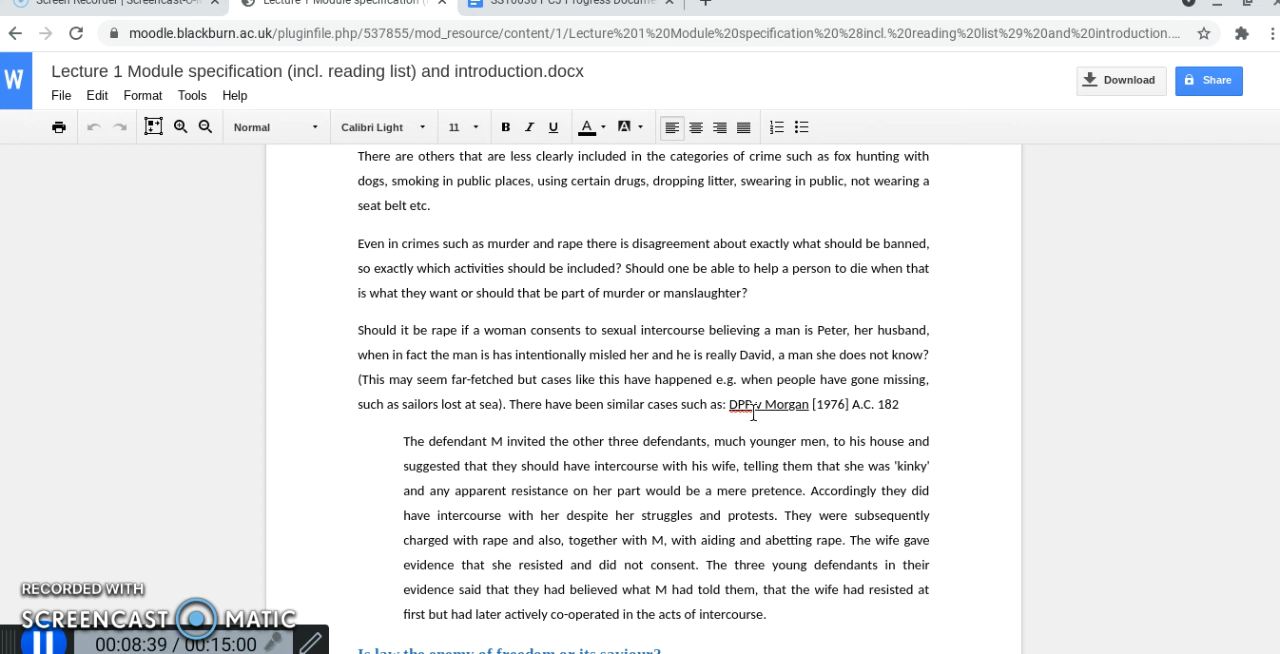 Lecture 1 Module specification (
moodle.blackburn.ac.uk/pluginfile.php/537855/mod_resource/content/1/Lecture%201%20Module%20specification%20%28incl.%20reading%20list%29%20and%20introduction....
W
Lecture 1 Module specification (incl. reading list) and introduction.docx
File Edit Format Tools Help
Download
Share
Normal Calibri Light 11 B I U A A
There are others that are less clearly included in the categories of crime such as fox hunting with
dogs, smoking in public places, using certain drugs, dropping litter, swearing in public, not wearing a
seat belt etc.
Even in crimes such as murder and rape there is disagreement about exactly what should be banned,
so exactly which activities should be included? Should one be able to help a person to die when that
is what they want or should that be part of murder or manslaughter?
Should it be rape if a woman consents to sexual intercourse believing a man is Peter, her husband,
when in fact the man is has intentionally misled her and he is really David, a man she does not know?
(This may seem far-fetched but cases like this have happened e.g. when people have gone missing,
such as sailors lost at sea). There have been similar cases such as: DPP v Morgan [1976] A.C. 182
The defendant M invited the other three defendants, much younger men, to his house and
suggested that they should have intercourse with his wife, telling them that she was 'kinky'
and any apparent resistance on her part would be a mere pretence. Accordingly they did
have intercourse with her despite her struggles and protests. They were subsequently
charged with rape and also, together with M, with aiding and abetting rape. The wife gave
evidence that she resisted and did not consent. The three young defendants in their
evidence said that they had believed what M had told them, that the wife had resisted at
first but had later actively co-operated in the acts of intercourse.
Is law the enemy of freedom or its saviour?
RECORDED WITH
SCREENCAST MATIC
00:08:39 / 00:15:00